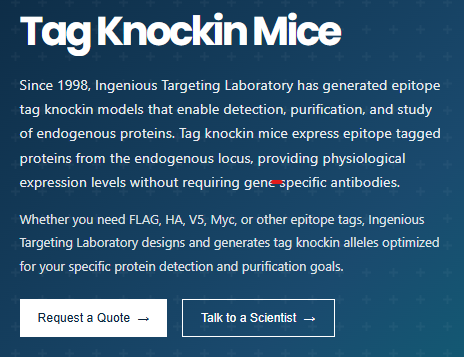 Tag Knockin Mice
Since 1998, Ingenious Targeting Laboratory has generated epitope
tag knockin models that enable detection, purification, and study
of endogenous proteins. Tag knockin mice express epitope tagged
proteins from the endogenous locus, providing physiological
expression levels without requiring gene-specific antibodies.
Whether you need FLAG, HA, V5, Myc, or other epitope tags, Ingenious
Targeting Laboratory designs and generates tag knockin alleles optimized
for your specific protein detection and purification goals.
Request a Quote →
Talk to a Scientist →